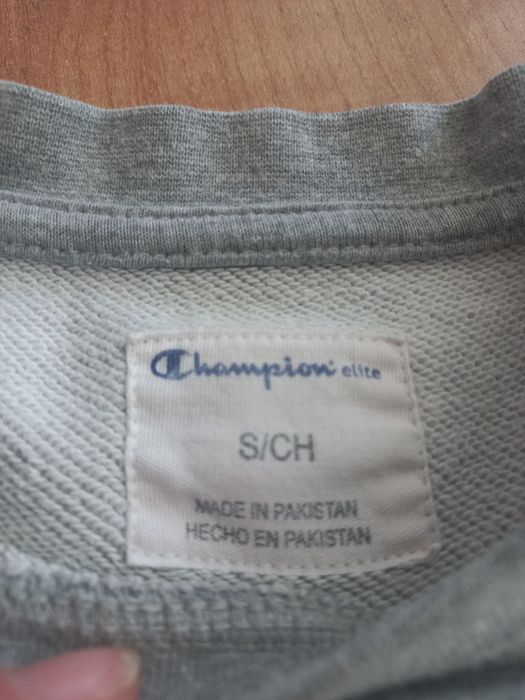 Champion elite
S/CH
MADE IN PAKISTAN
HECHO EN PAKISTAN